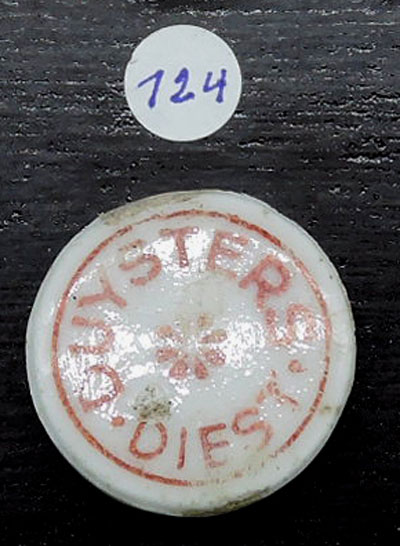 124
DUYSTERS
· DIEST ·